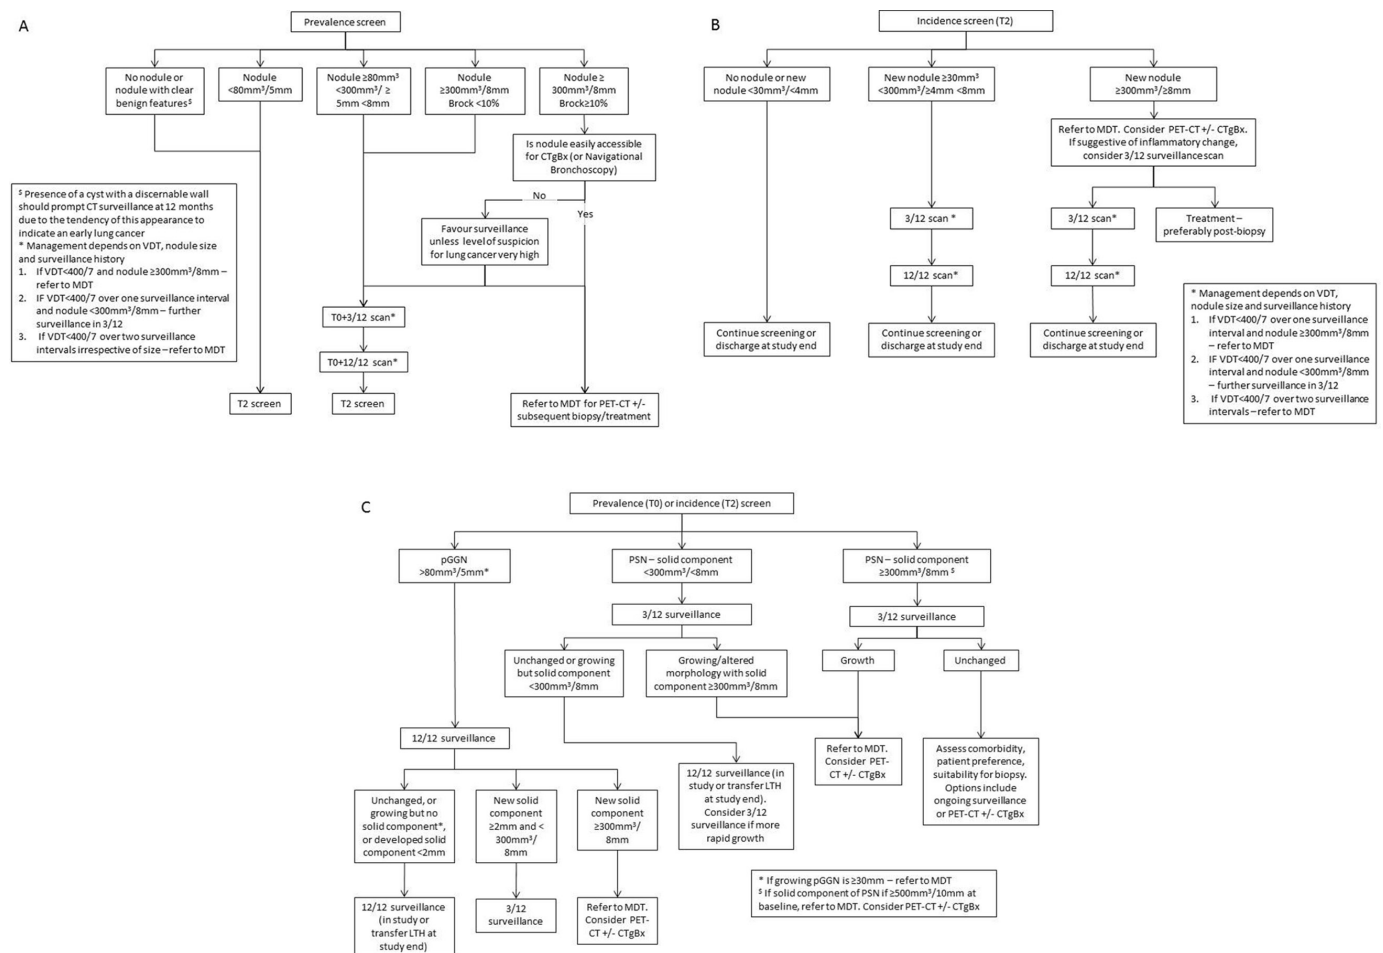 A
Prevalence screen
No nodule or
nodule with clear
benign features$
Nodule
<80mm³/5mm
Nodule ≥80mm³
<300mm³/ ≥
5mm <8mm
Nodule
≥300mm³/8mm
Brock <10%
Nodule ≥
300mm³/8mm
Brock≥10%
Is nodule easily accessible
for CTgBx (or Navigational
Bronchoscopy)
No
Yes
Favour surveillance
unless level of suspicion
for lung cancer very high
$ Presence of a cyst with a discernable wall
should prompt CT surveillance at 12 months
due to the tendency of this appearance to
indicate an early lung cancer
* Management depends on VDT, nodule size
and surveillance history
1. If VDT<400/7 and nodule ≥300mm³/8mm –
refer to MDT
2. IF VDT<400/7 over one surveillance interval
and nodule <300mm³/8mm – further
surveillance in 3/12
3. If VDT<400/7 over two surveillance
intervals irrespective of size – refer to MDT
T0+3/12 scan*
T0+12/12 scan*
T2 screen
T2 screen
Refer to MDT for PET-CT +/-
subsequent biopsy/treatment
B
Incidence screen (T2)
No nodule or new
nodule <30mm³/<4mm
New nodule ≥30mm³
<300mm³/≥4mm <8mm
New nodule
≥300mm³/≥8mm
Refer to MDT. Consider PET-CT +/- CTgBx.
If suggestive of inflammatory change,
consider 3/12 surveillance scan
3/12 scan *
3/12 scan*
Treatment –
preferably post-biopsy
12/12 scan*
12/12 scan*
Continue screening or
discharge at study end
Continue screening or
discharge at study end
Continue screening or
discharge at study end
* Management depends on VDT,
nodule size and surveillance history
1. If VDT<400/7 over one surveillance
interval and nodule ≥300mm³/8mm
– refer to MDT
2. IF VDT<400/7 over one surveillance
interval and nodule <300mm³/8mm
– further surveillance in 3/12
3. If VDT<400/7 over two surveillance
intervals – refer to MDT
C
Prevalence (T0) or incidence (T2) screen
pGGN
>80mm³/5mm*
PSN – solid component
<300mm³/<8mm
PSN – solid component
≥300mm³/8mm $
3/12 surveillance
3/12 surveillance
Unchanged or growing
but solid component
<300mm³/8mm
Growing/altered
morphology with solid
component ≥300mm³/8mm
Growth
Unchanged
12/12 surveillance
Refer to MDT.
Consider PET-
CT +/- CTgBx
Assess comorbidity,
patient preference,
suitability for biopsy.
Options include
ongoing surveillance
or PET-CT +/- CTgBx
12/12 surveillance (in
study or transfer LTH
at study end).
Consider 3/12
surveillance if more
rapid growth
Unchanged, or
growing but no
solid component*,
or developed solid
component <2mm
New solid
component
≥2mm and <
300mm³/
8mm
New solid
component
≥300mm³/
8mm
12/12 surveillance
(in study or
transfer LTH at
study end)
3/12
surveillance
Refer to MDT.
Consider PET-
CT +/- CTgBx
* If growing pGGN is ≥30mm – refer to MDT
$ If solid component of PSN if ≥500mm³/10mm at
baseline, refer to MDT. Consider PET-CT +/- CTgBx